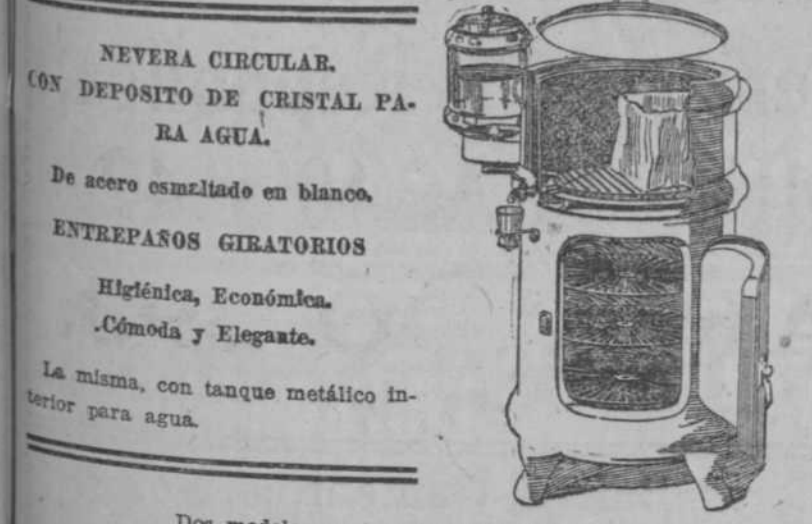 NEVERA CIRCULAR.
CON DEPOSITO DE CRISTAL PA-
RA AGUA.
De acero esmaltado en blanco.
ENTREPAÑOS GIRATORIOS
Higiénica, Económica.
.Cómoda y Elegante.
La misma, con tanque metálico in-
terior para agua.
Dos